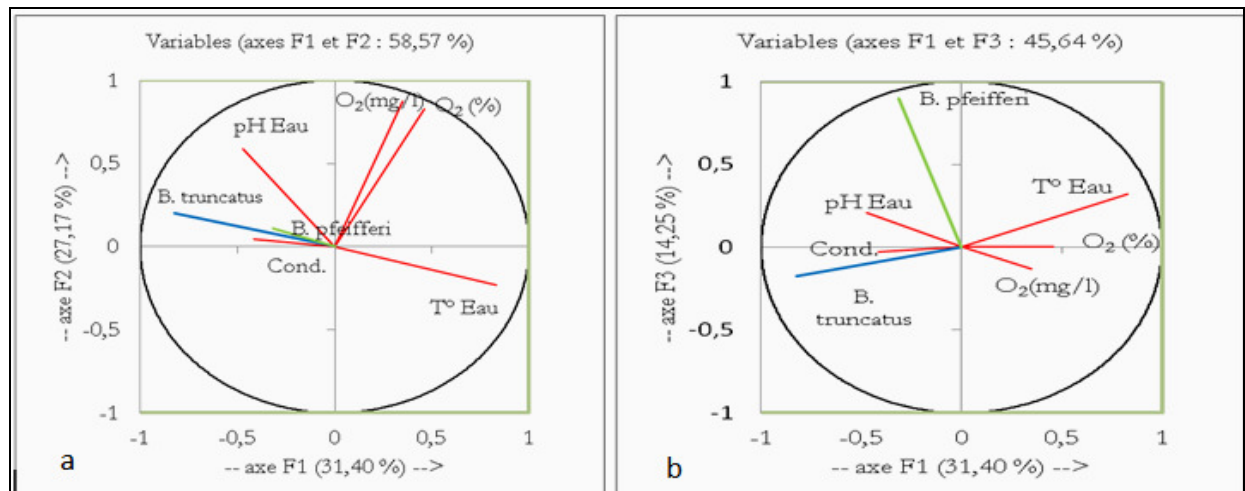 Variables (axes F1 et F2 : 58,57 %)
-- axe F2 (27,17 %) -->
1
0,5
0
-0,5
-1
O₂(mg/l)
O₂ (%)
pH Eau
B. truncatus
B. pfeifferi
Cond.
T° Eau
-1
-0,5
0
0,5
1
-- axe F1 (31,40 %) -->
a
Variables (axes F1 et F3 : 45,64 %)
-- axe F3 (14,25 %) -->
1
0,5
0
-0,5
-1
B. pfeifferi
T° Eau
pH Eau
Cond.
O₂ (%)
O₂(mg/l)
B.
truncatus
-1
-0,5
0
0,5
1
-- axe F1 (31,40 %) -->
b